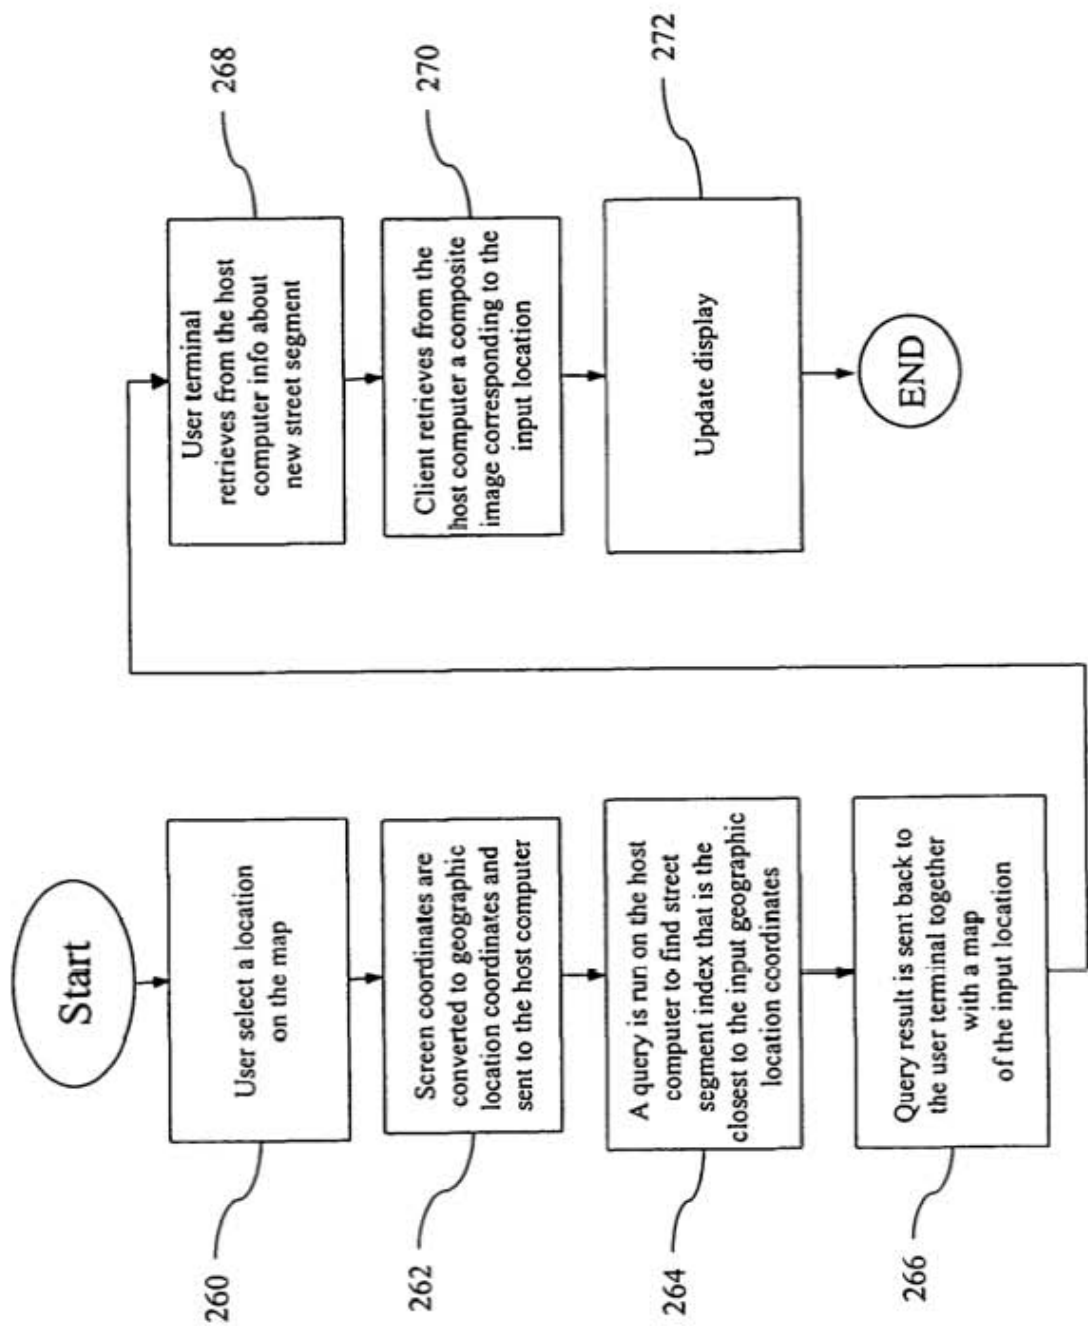 Start
User select a location
on the map
260
Screen coordinates are
converted to geographic
location coordinates and
sent to the host computer
262
A query is run on the host
computer to find street
segment index that is the
closest to the input geographic
location coordinates
264
Query result is sent back to
the user terminal together
with a map
of the input location
266
User terminal
retrieves from the host
computer info about
new street segment
268
Client retrieves from the
host computer a composite
image corresponding to the
input location
270
Update display
272
END